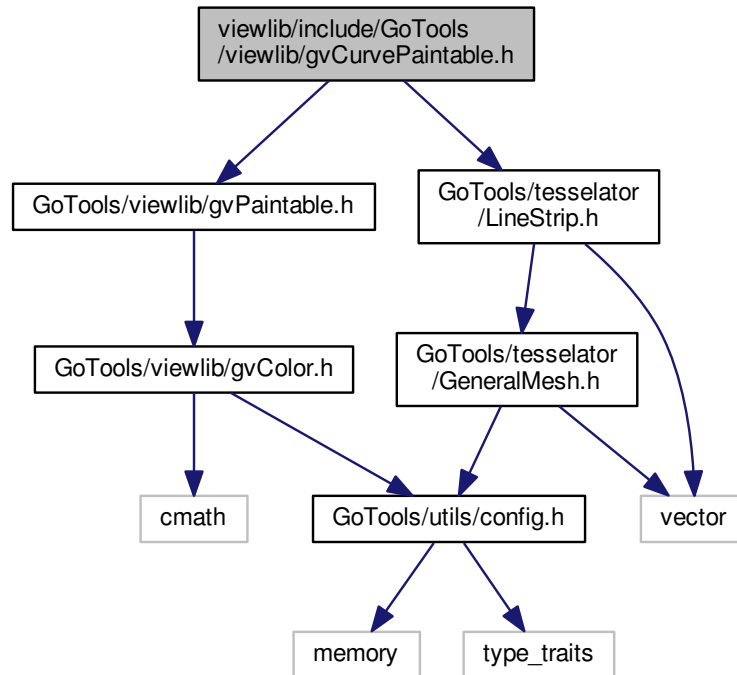 viewlib/include/GoTools
/viewlib/gvCurvePaintable.h
GoTools/viewlib/gvPaintable.h
GoTools/tesselator
/LineStrip.h
GoTools/viewlib/gvColor.h
GoTools/tesselator
/GeneralMesh.h
cmath
GoTools/utils/config.h
vector
memory
type_traits